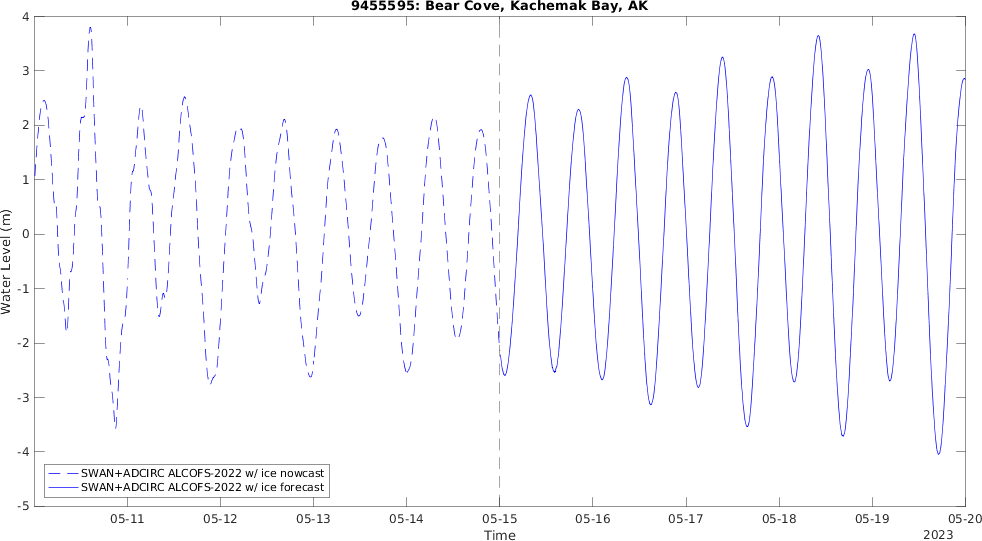 9455595: Bear Cove, Kachemak Bay, AK
4
3
2
1
0
-1
-2
-3
-4
-5
Water Level (m)
SWAN+ADCIRC ALCOFS-2022 w/ ice nowcast
SWAN+ADCIRC ALCOFS-2022 w/ ice forecast
05-11 05-12 05-13 05-14 05-15 05-16 05-17 05-18 05-19 05-20
Time
2023